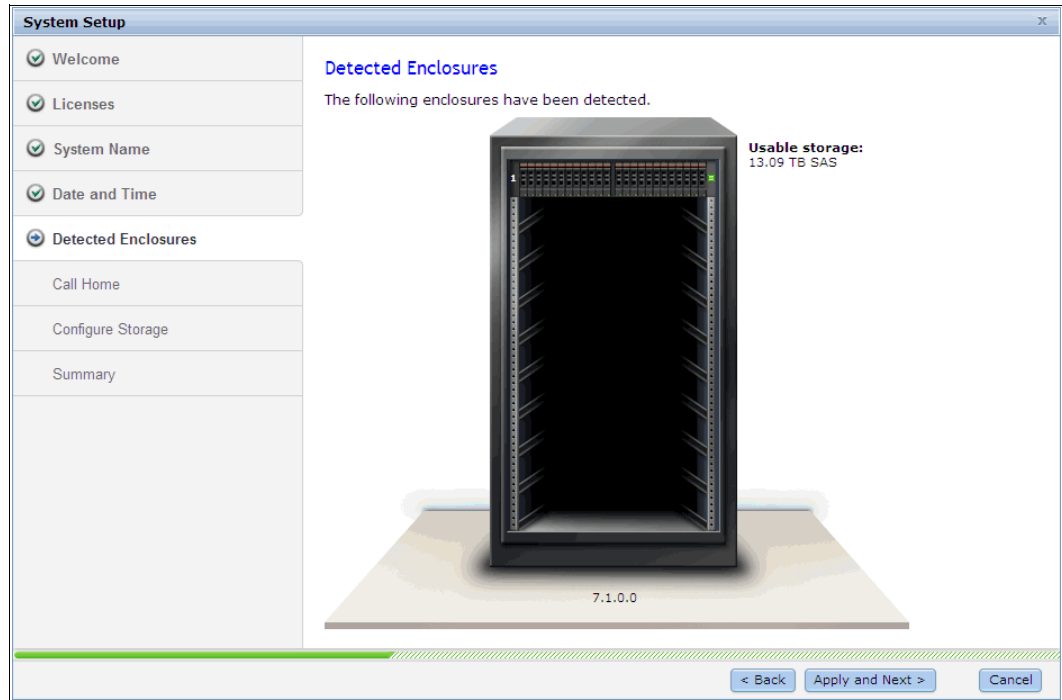 System Setup
x
Welcome
Licenses
System Name
Date and Time
Detected Enclosures
Call Home
Configure Storage
Summary
Detected Enclosures
The following enclosures have been detected.
Usable storage:
13.09 TB SAS
1
7.1.0.0
< Back
Apply and Next >
Cancel